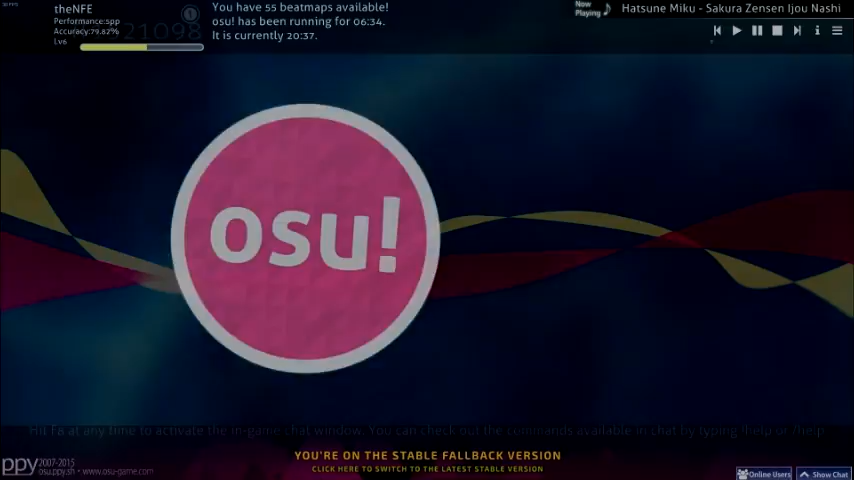 theNFE
Performance:5pp
Accuracy:79.82%
Lv6
21098
You have 55 beatmaps available!
osu! has been running for 06:34.
It is currently 20:37.
Now
Playing
Hatsune Miku - Sakura Zensen Ijou Nashi
osu!
Hit F8 at any time to activate the in-game chat window. You can check out the commands available in chat by typing !help or /help
YOU'RE ON THE STABLE FALLBACK VERSION
CLICK HERE TO SWITCH TO THE LATEST STABLE VERSION
ppy
2007-2015
osu.ppy.sh • www.osu-game.com
Online Users
Show Chat